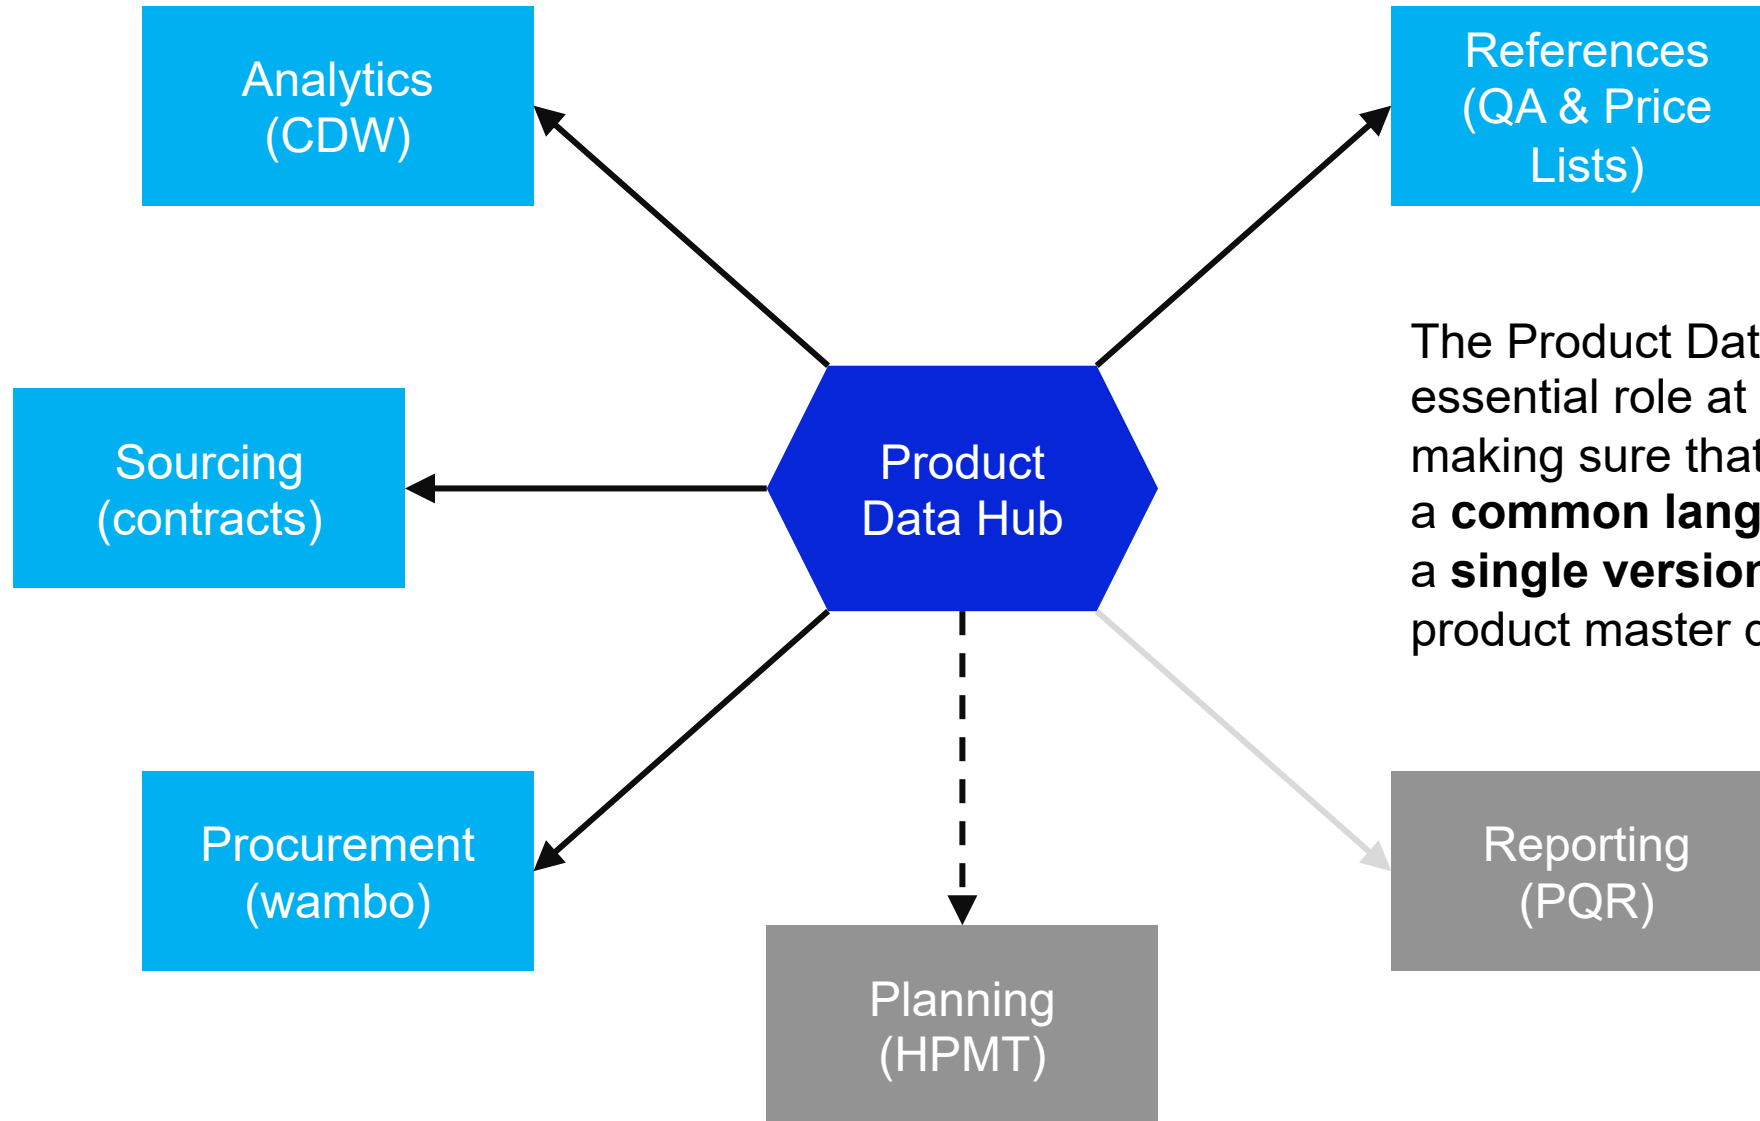 Analytics
(CDW)
References
(QA & Price
Lists)
The Product Dat
essential role at
making sure that
a common lang
a single version
product master d
Sourcing
(contracts)
Product
Data Hub
Procurement
(wambo)
Reporting
(PQR)
Planning
(HPMT)